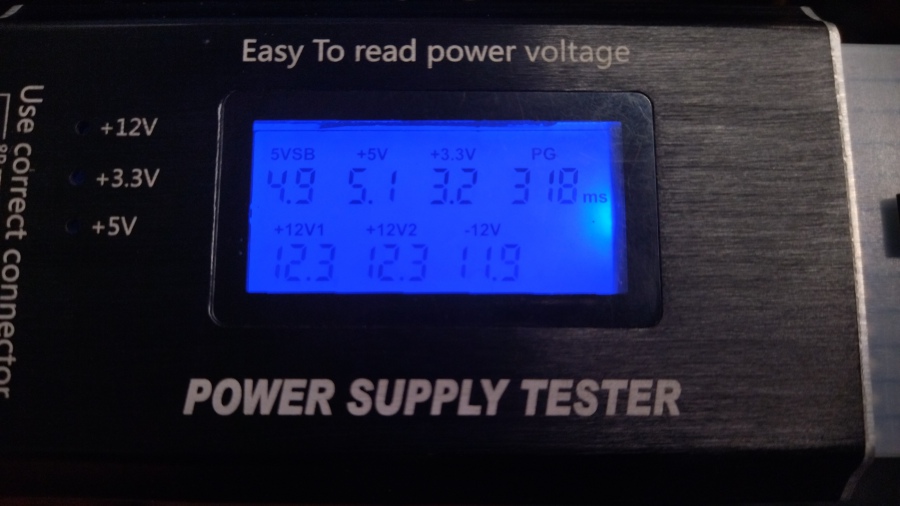 Easy To read power voltage
Use correct connector
+12V
+3.3V
+5V
5VSB +5V +3.3V PG
4.9 5.1 3.2 318 ms
+12V1 +12V2 -12V
12.3 12.3 11.9
POWER SUPPLY TESTER